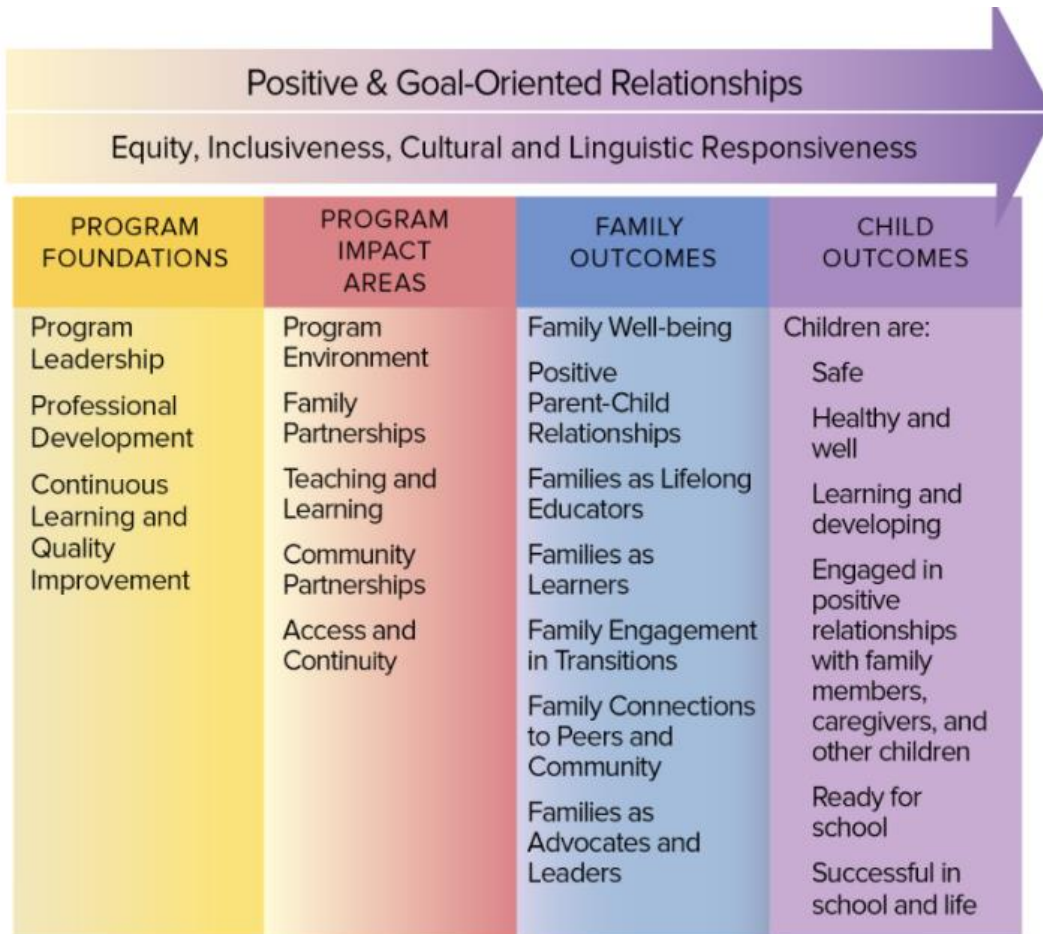 Positive & Goal-Oriented Relationships
Equity, Inclusiveness, Cultural and Linguistic Responsiveness
PROGRAM
FOUNDATIONS
Program
Leadership
Professional
Development
Continuous
Learning and
Quality
Improvement
PROGRAM
IMPACT
AREAS
Program
Environment
Family
Partnerships
Teaching and
Learning
Community
Partnerships
Access and
Continuity
FAMILY
OUTCOMES
Family Well-being
Positive
Parent-Child
Relationships
Families as Lifelong
Educators
Families as
Learners
Family Engagement
in Transitions
Family Connections
to Peers and
Community
Families as
Advocates and
Leaders
CHILD
OUTCOMES
Children are:
Safe
Healthy and
well
Learning and
developing
Engaged in
positive
relationships
with family
members,
caregivers, and
other children
Ready for
school
Successful in
school and life